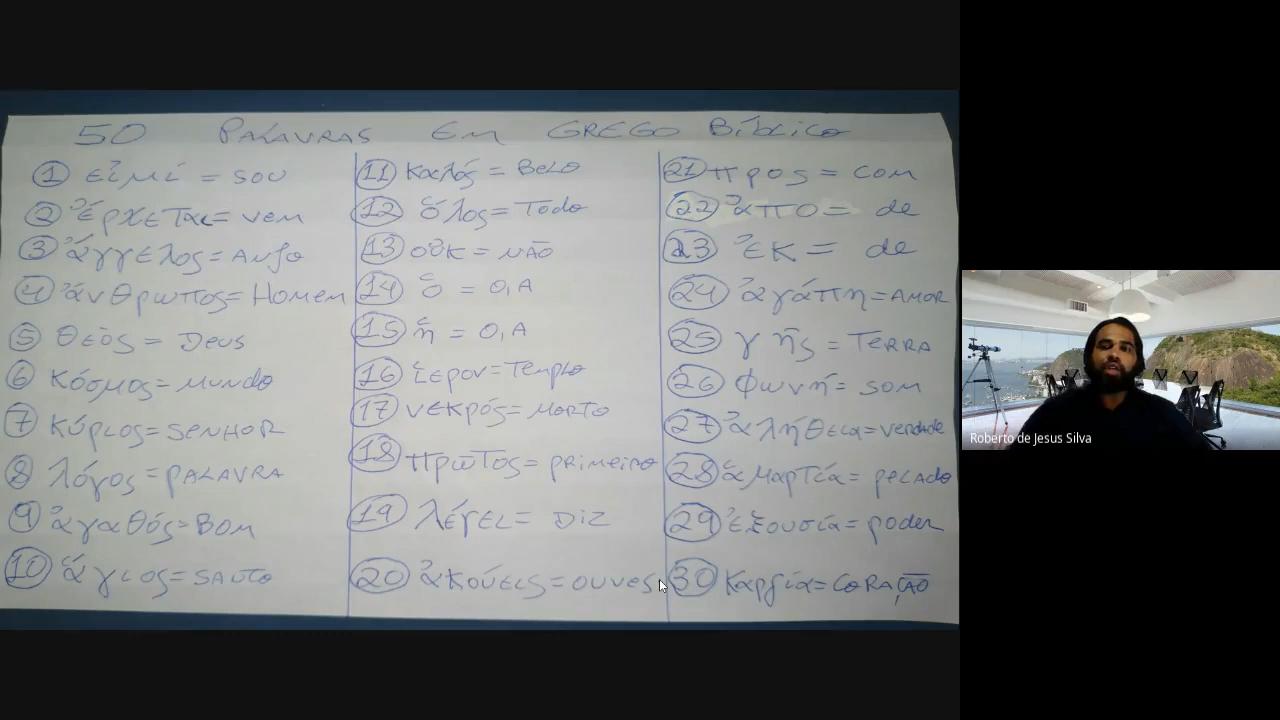 50 PALAVRAS EM GREGO BÍBLICO
1 εἰμί = SOU
2 ἔρχεται = VEM
3 ἄγγελος = ANJO
4 ἄνθρωπος = HOMEM
5 θεός = DEUS
6 κόσμος = MUNDO
7 κύριος = SENHOR
8 λόγος = PALAVRA
9 ἀγαθός = BOM
10 ἅγιος = SANTO
11 καλός = BELO
12 ὅλος = TODO
13 οὐκ = NÃO
14 ὁ = O, A
15 ἡ = O, A
16 ἱερον = TEMPLO
17 νεκρός = MORTO
18 πρῶτος = PRIMEIRO
19 λέγει = DIZ
20 ἀκούεις = OUVES
21 προς = COM
22 ἀπο = de
23 ἐκ = de
24 ἀγάπη = AMOR
25 γῆς = TERRA
26 φωνή = SOM
27 ἀλήθεια = verdade
28 ἁμαρτία = pecado
29 ἐξουσία = poder
30 καρδία = CORAÇÃO
Roberto de Jesus Silva